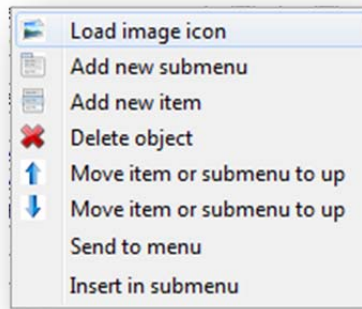 Load image icon
Add new submenu
Add new item
Delete object
Move item or submenu to up
Move item or submenu to up
Send to menu
Insert in submenu